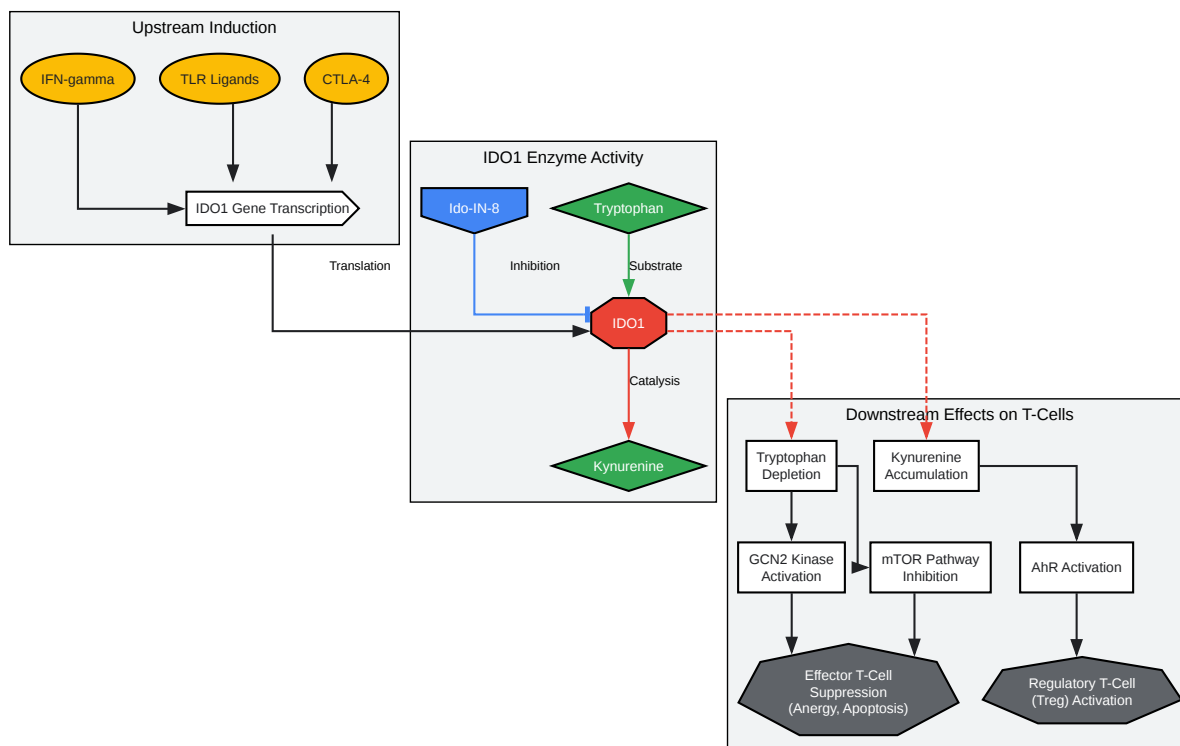 Upstream Induction
IFN-gamma
TLR Ligands
CTLA-4
IDO1 Gene Transcription
Translation
IDO1 Enzyme Activity
Ido-IN-8
Tryptophan
Inhibition
Substrate
IDO1
Catalysis
Kynurenine
Downstream Effects on T-Cells
Tryptophan
Depletion
Kynurenine
Accumulation
GCN2 Kinase
Activation
mTOR Pathway
Inhibition
AhR Activation
Effector T-Cell
Suppression
(Anergy, Apoptosis)
Regulatory T-Cell
(Treg) Activation